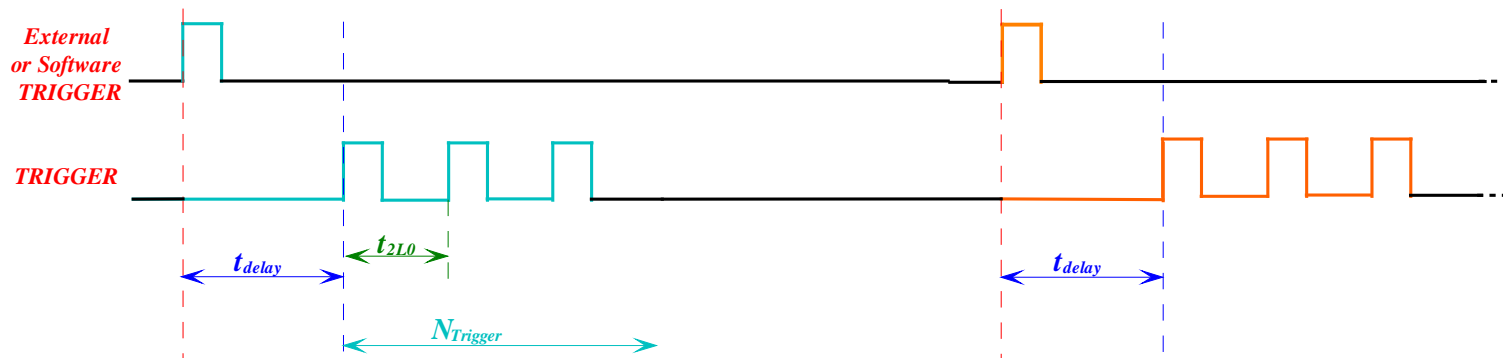 External
or Software
TRIGGER
TRIGGER
t2L0
tdelay
tdelay
NTrigger